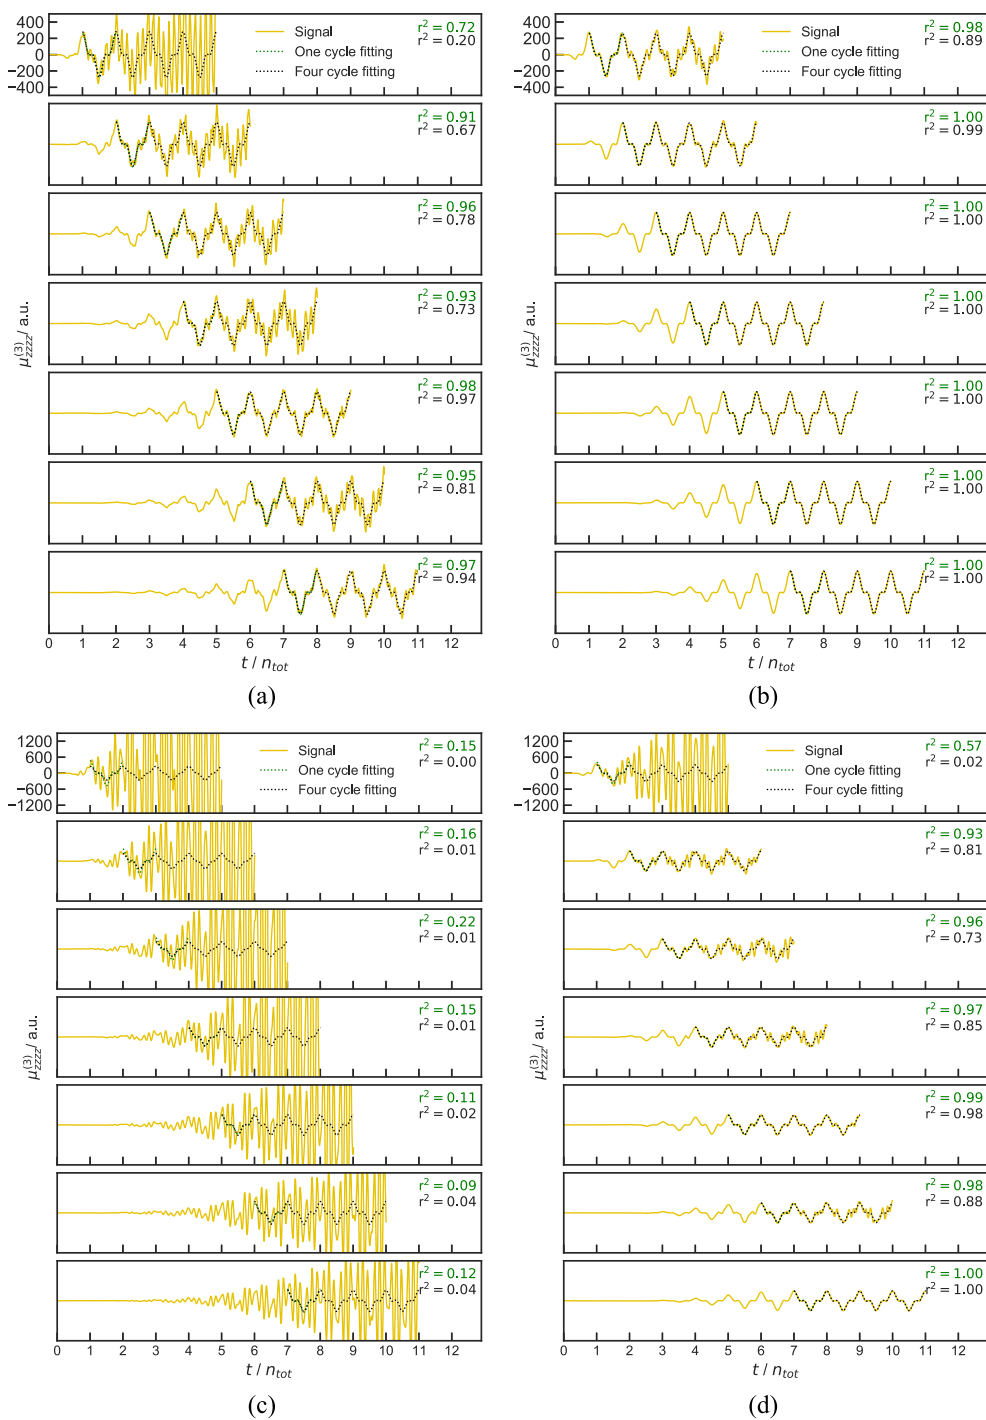 400
200
0
−200
−400
Signal
One cycle fitting
Four cycle fitting
r² = 0.72
r² = 0.20
r² = 0.91
r² = 0.67
r² = 0.96
r² = 0.78
r² = 0.93
r² = 0.73
r² = 0.98
r² = 0.97
r² = 0.95
r² = 0.81
r² = 0.97
r² = 0.94
μ_zzzz^(3) / a.u.
0 1 2 3 4 5 6 7 8 9 10 11 12
t / n_tot
(a)
400
200
0
−200
−400
Signal
One cycle fitting
Four cycle fitting
r² = 0.98
r² = 0.89
r² = 1.00
r² = 0.99
r² = 1.00
r² = 1.00
r² = 1.00
r² = 1.00
r² = 1.00
r² = 1.00
r² = 1.00
r² = 1.00
r² = 1.00
r² = 1.00
μ_zzzz^(3) / a.u.
0 1 2 3 4 5 6 7 8 9 10 11 12
t / n_tot
(b)
1200
600
0
−600
−1200
Signal
One cycle fitting
Four cycle fitting
r² = 0.15
r² = 0.00
r² = 0.16
r² = 0.01
r² = 0.22
r² = 0.01
r² = 0.15
r² = 0.01
r² = 0.11
r² = 0.02
r² = 0.09
r² = 0.04
r² = 0.12
r² = 0.04
μ_zzzz^(3) / a.u.
0 1 2 3 4 5 6 7 8 9 10 11 12
t / n_tot
(c)
1200
600
0
−600
−1200
Signal
One cycle fitting
Four cycle fitting
r² = 0.57
r² = 0.02
r² = 0.93
r² = 0.81
r² = 0.96
r² = 0.73
r² = 0.97
r² = 0.85
r² = 0.99
r² = 0.98
r² = 0.98
r² = 0.88
r² = 1.00
r² = 1.00
μ_zzzz^(3) / a.u.
0 1 2 3 4 5 6 7 8 9 10 11 12
t / n_tot
(d)